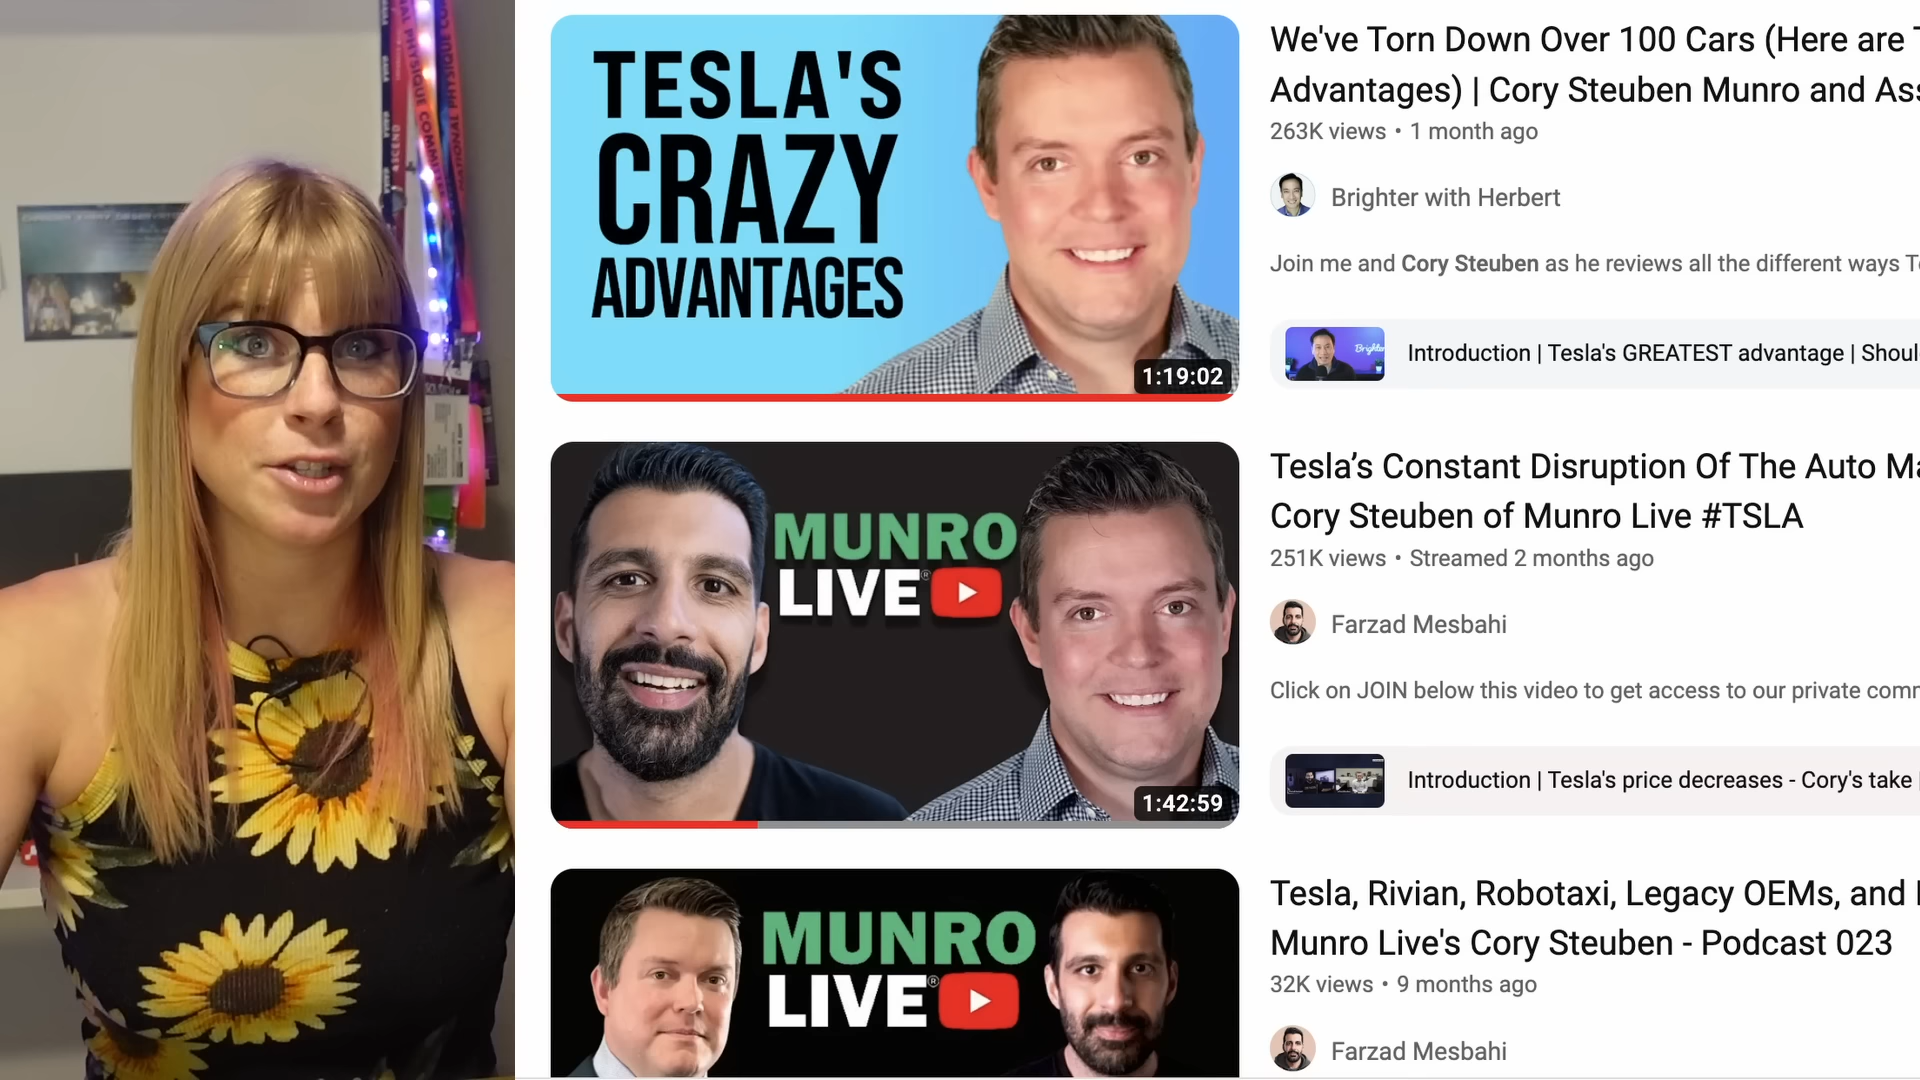 TESLA'S
CRAZY
ADVANTAGES
1:19:02
We've Torn Down Over 100 Cars (Here are
Advantages) | Cory Steuben Munro and
263K views • 1 month ago
Brighter with Herbert
Join me and Cory Steuben as he reviews all the different ways
Brighter
Introduction | Tesla's GREATEST advantage |
MUNRO
LIVE®
1:42:59
Tesla’s Constant Disruption Of The Auto
Cory Steuben of Munro Live #TSLA
251K views • Streamed 2 months ago
Farzad Mesbahi
Click on JOIN below this video to get access to our private
Introduction | Tesla's price decreases - Cory's take |
MUNRO
LIVE®
Tesla, Rivian, Robotaxi, Legacy OEMs, and
Munro Live's Cory Steuben - Podcast 023
32K views • 9 months ago
Farzad Mesbahi
ASCEND